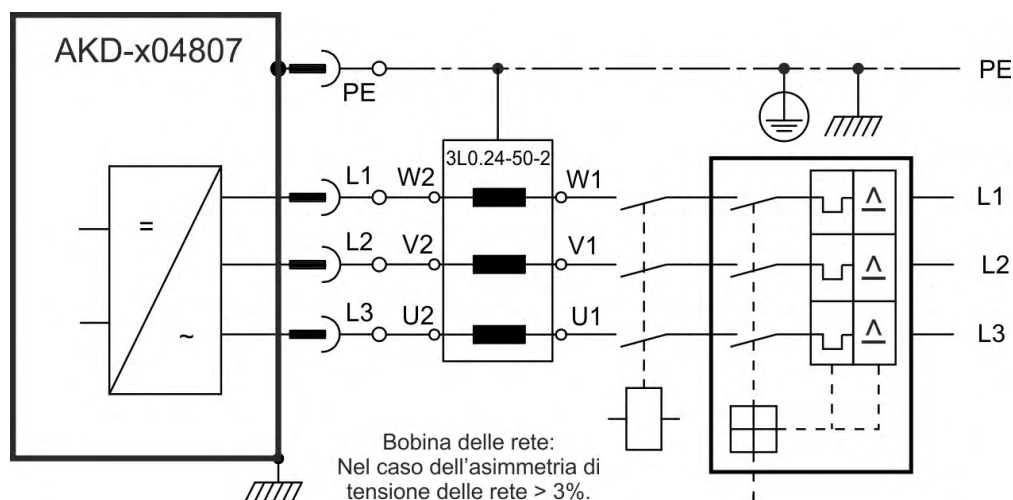 AKD-x04807
PE
PE
3L0.24-50-2
L1 W2 W1 L1
=
L2 V2 V1 L2
~
L3 U2 U1 L3
Bobina delle rete:
Nel caso dell'asimmetria di
tensione delle rete > 3%.